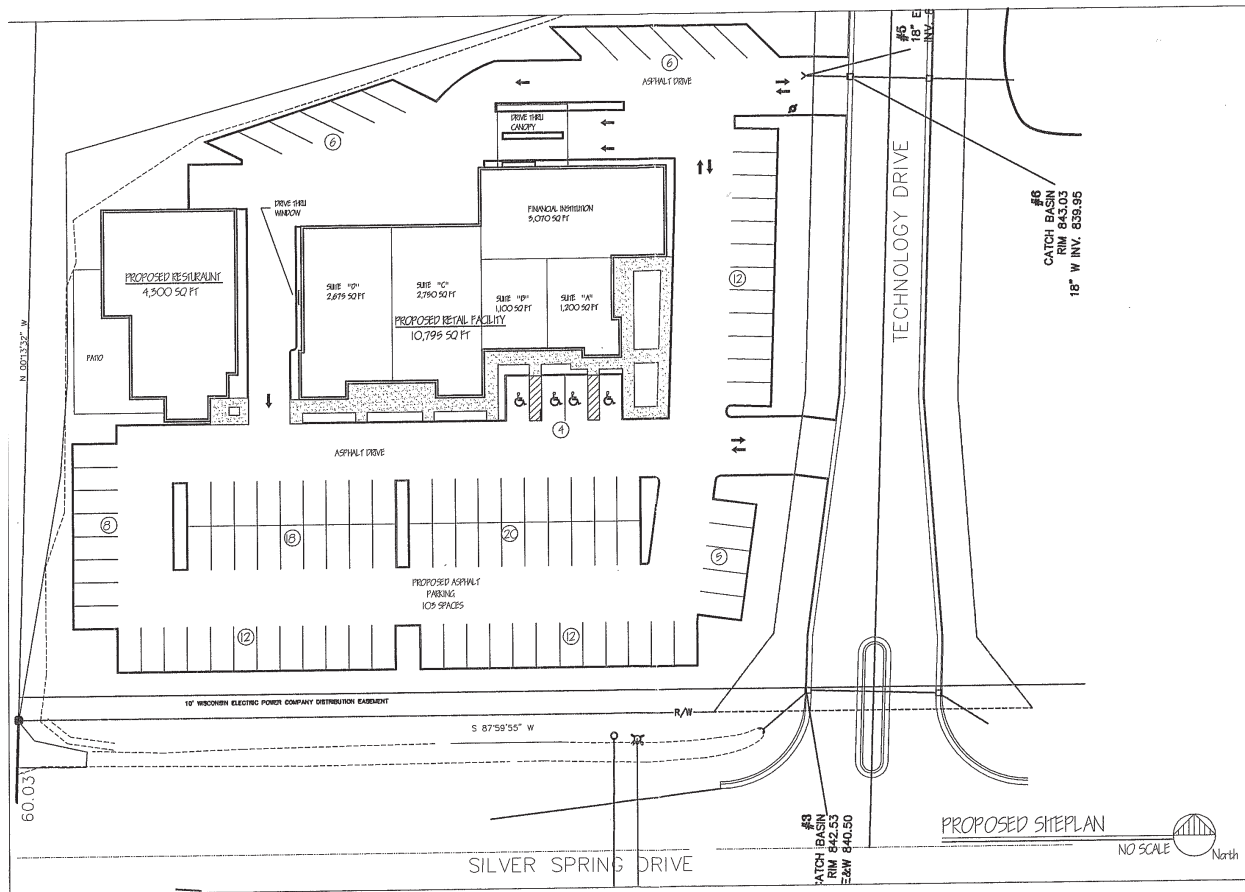 #5
18" E
INV. 8
6
ASPHALT DRIVE
DRIVE THRU
CANOPY
6
DRIVE THRU
WINDOW
FINANCIAL INSTITUTION
3,070 SQ FT
TECHNOLOGY DRIVE
#6
CATCH BASIN
RIM 843.03
18" W INV. 839.95
PROPOSED RESTURAUNT
4,300 SQ FT
SUITE "D"
2,675 SQ FT
SUITE "C"
2,750 SQ FT
SUITE "B"
1,100 SQ FT
SUITE "A"
1,200 SQ FT
12
PROPOSED RETAIL FACILITY
10,795 SQ FT
N 00°13'32" W
PATIO
4
ASPHALT DRIVE
8
18
20
5
PROPOSED ASPHALT
PARKING
103 SPACES
12
12
10' WISCONSIN ELECTRIC POWER COMPANY DISTRIBUTION EASEMENT
R/W
S 87°59'55" W
60.03
#3
CATCH BASIN
RIM 842.53
E&W 840.50
PROPOSED SITEPLAN
NO SCALE
North
SILVER SPRING DRIVE